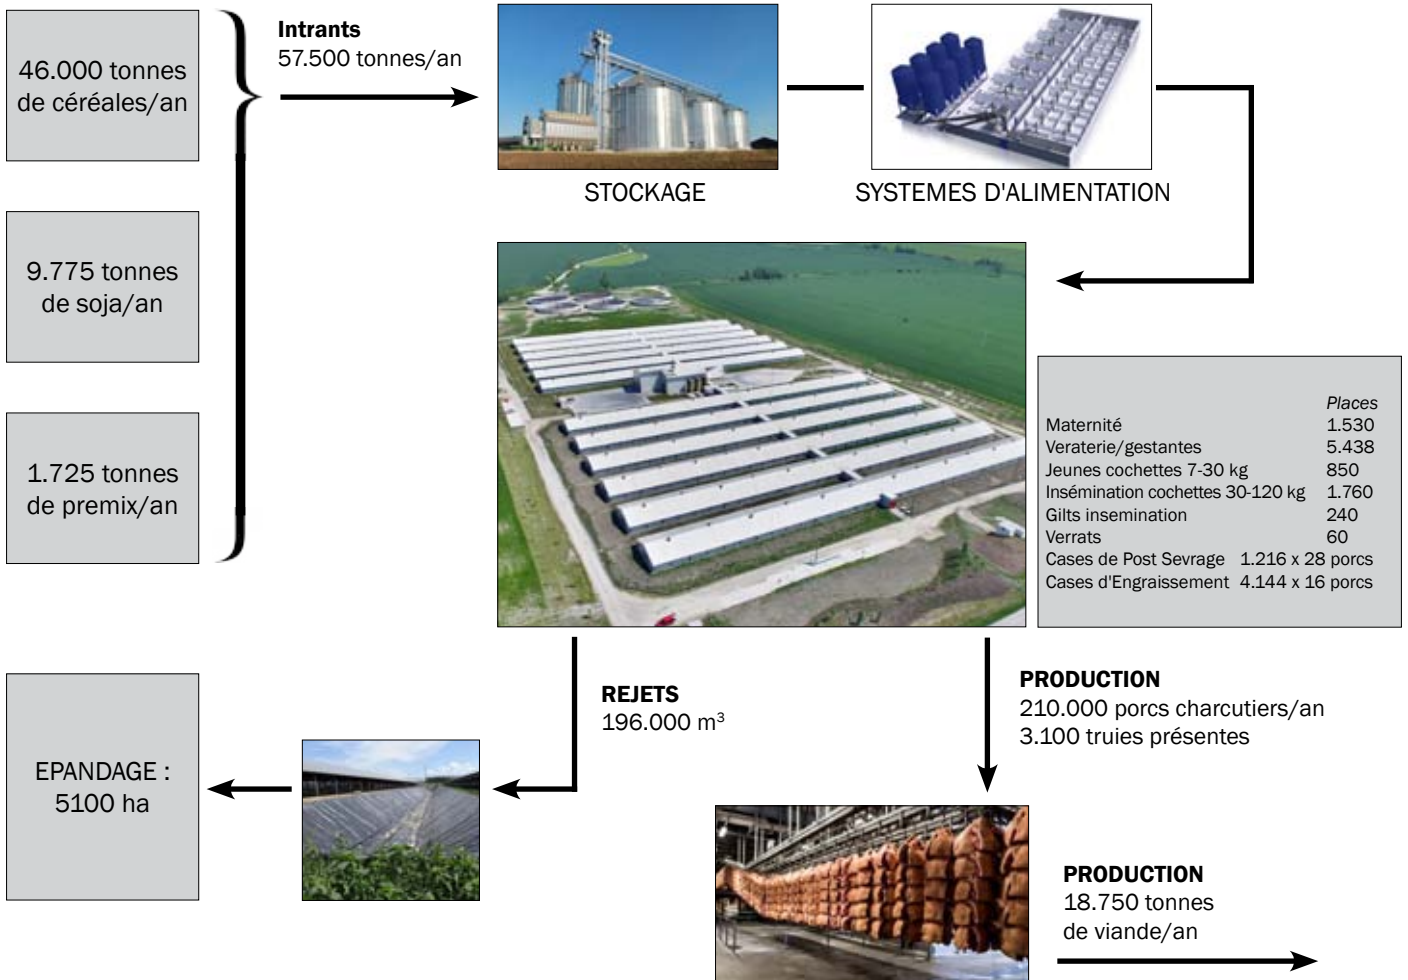 46.000 tonnes
de céréales/an
9.775 tonnes
de soja/an
1.725 tonnes
de premix/an
Intrants
57.500 tonnes/an
STOCKAGE
SYSTEMES D'ALIMENTATION
Places
Maternité 1.530
Veraterie/gestantes 5.438
Jeunes cochettes 7-30 kg 850
Insémination cochettes 30-120 kg 1.760
Gilts insemination 240
Verrats 60
Cases de Post Sevrage 1.216 x 28 porcs
Cases d'Engraissement 4.144 x 16 porcs
REJETS
196.000 m³
EPANDAGE :
5100 ha
PRODUCTION
210.000 porcs charcutiers/an
3.100 truies présentes
PRODUCTION
18.750 tonnes
de viande/an